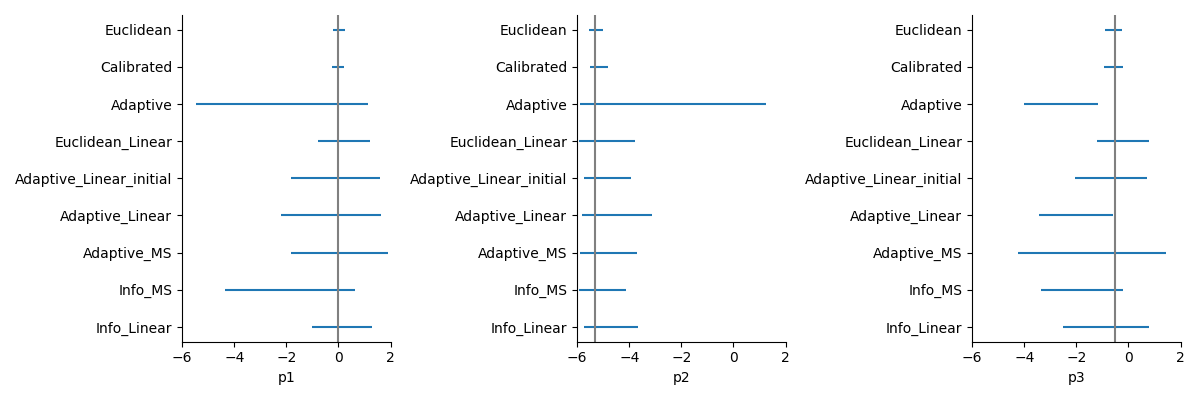 Euclidean
Calibrated
Adaptive
Euclidean_Linear
Adaptive_Linear_initial
Adaptive_Linear
Adaptive_MS
Info_MS
Info_Linear
−6 −4 −2 0 2
p1
Euclidean
Calibrated
Adaptive
Euclidean_Linear
Adaptive_Linear_initial
Adaptive_Linear
Adaptive_MS
Info_MS
Info_Linear
−6 −4 −2 0 2
p2
Euclidean
Calibrated
Adaptive
Euclidean_Linear
Adaptive_Linear_initial
Adaptive_Linear
Adaptive_MS
Info_MS
Info_Linear
−6 −4 −2 0 2
p3